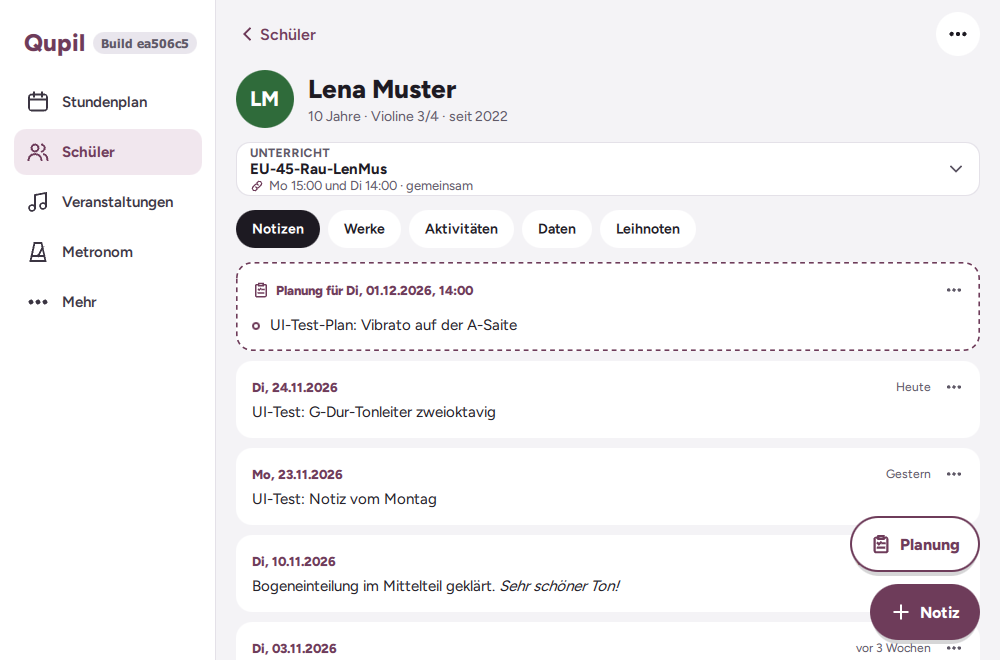 Qupil Build ea506c5
Stundenplan
Schüler
Veranstaltungen
Metronom
Mehr
Schüler
LM
Lena Muster
10 Jahre · Violine 3/4 · seit 2022
UNTERRICHT
EU-45-Rau-LenMus
Mo 15:00 und Di 14:00 · gemeinsam
Notizen Werke Aktivitäten Daten Leihnoten
Planung für Di, 01.12.2026, 14:00
UI-Test-Plan: Vibrato auf der A-Saite
Di, 24.11.2026 Heute
UI-Test: G-Dur-Tonleiter zweioktavig
Mo, 23.11.2026 Gestern
UI-Test: Notiz vom Montag
Planung
Di, 10.11.2026
Bogeneinteilung im Mittelteil geklärt. Sehr schöner Ton!
Notiz
Di, 03.11.2026 vor 3 Wochen